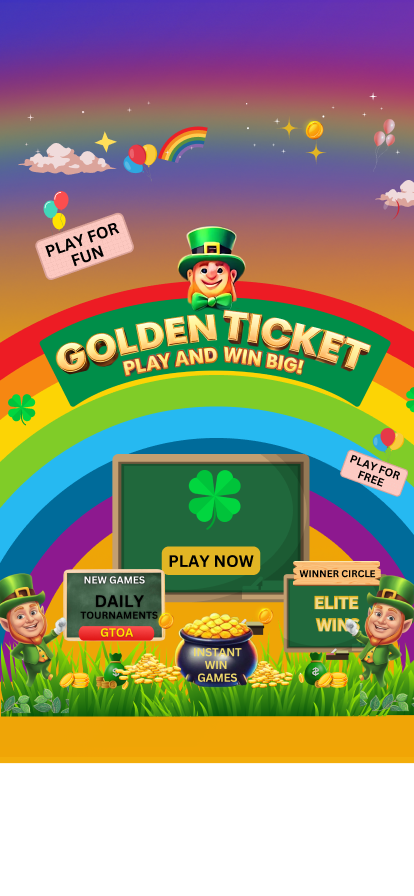 PLAY FOR
FUN
GOLDEN TICKET
PLAY AND WIN BIG!
PLAY FOR
FREE
PLAY NOW
NEW GAMES
DAILY
TOURNAMENTS
GTOA
WINNER CIRCLE
ELITE
WIN
INSTANT
WIN
GAMES